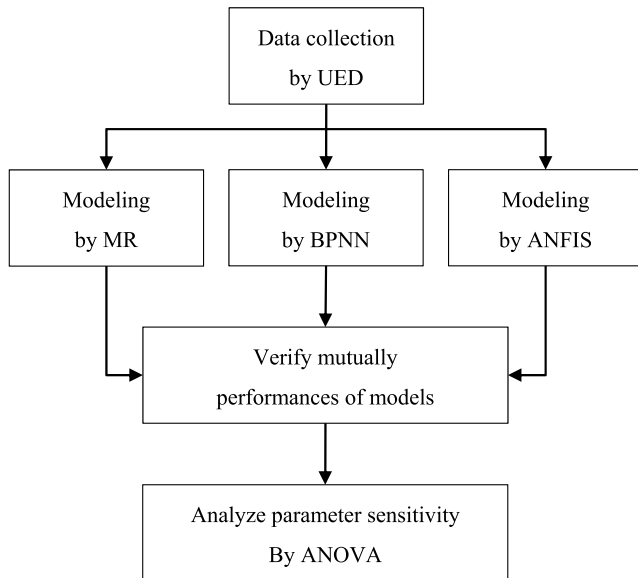 Data collection
by UED
Modeling
by MR
Modeling
by BPNN
Modeling
by ANFIS
Verify mutually
performances of models
Analyze parameter sensitivity
By ANOVA